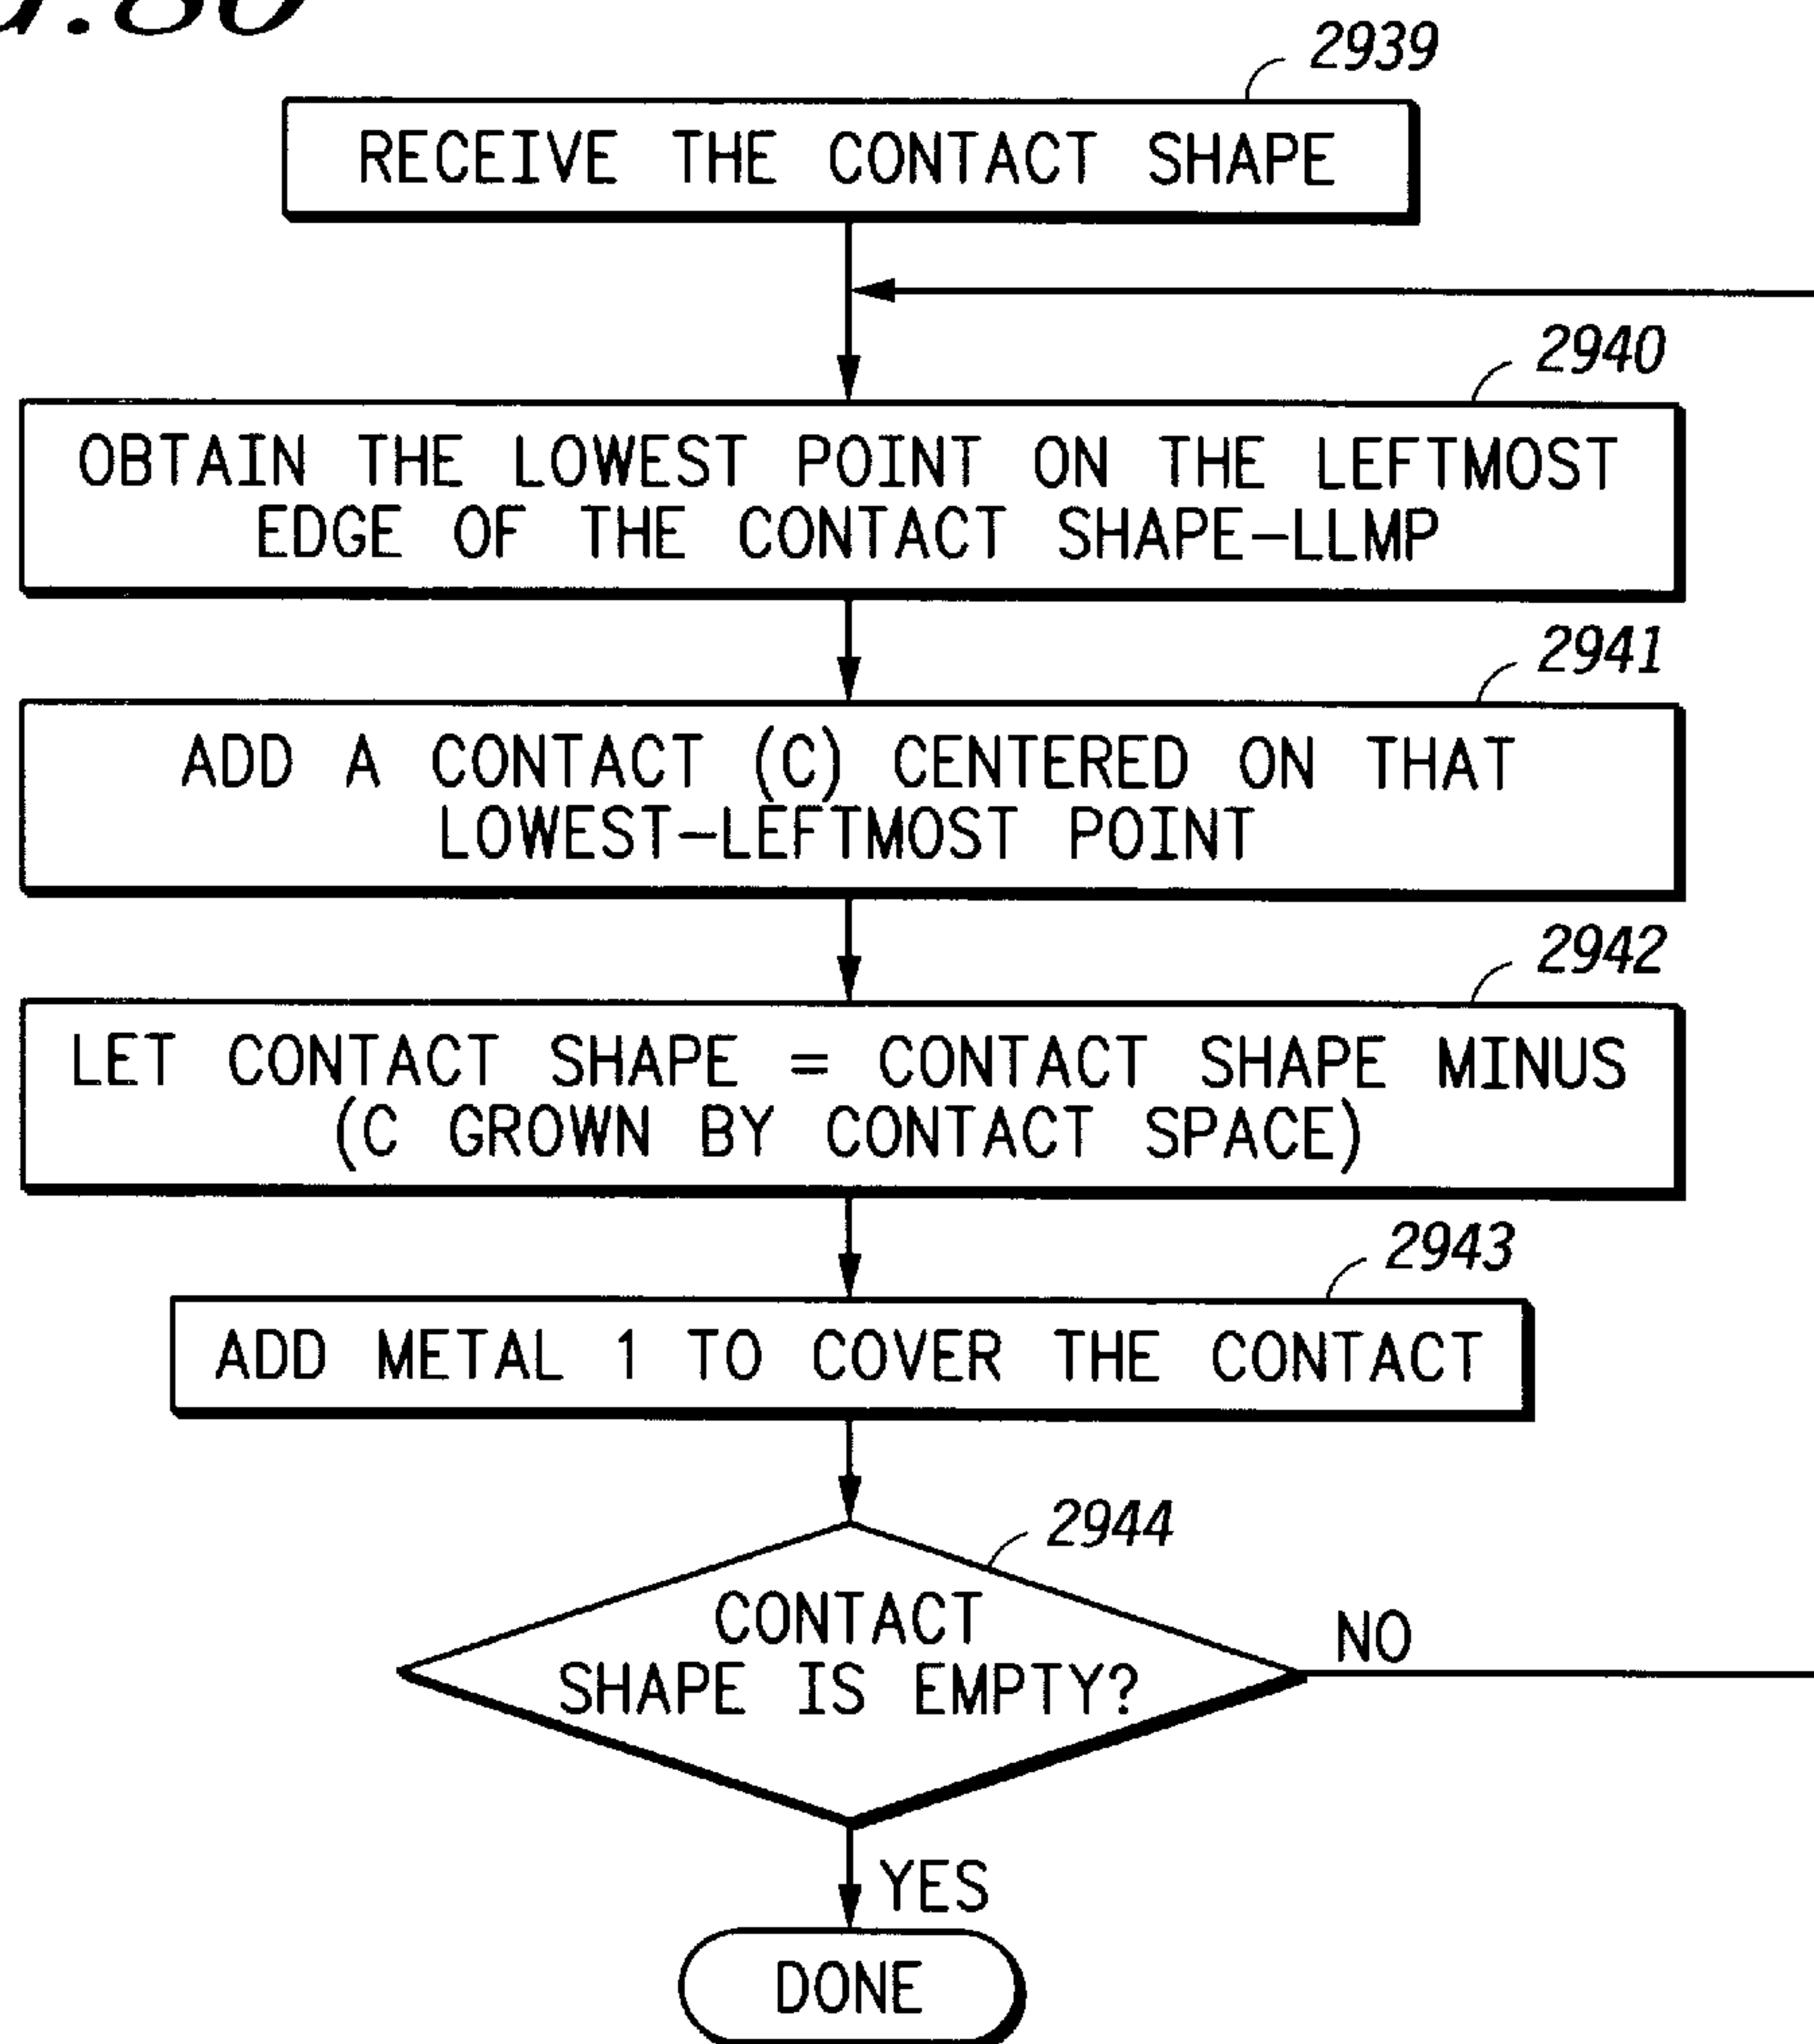 .80
2939
RECEIVE THE CONTACT SHAPE
2940
OBTAIN THE LOWEST POINT ON THE LEFTMOST
EDGE OF THE CONTACT SHAPE-LLMP
2941
ADD A CONTACT (C) CENTERED ON THAT
LOWEST-LEFTMOST POINT
2942
LET CONTACT SHAPE = CONTACT SHAPE MINUS
(C GROWN BY CONTACT SPACE)
2943
ADD METAL 1 TO COVER THE CONTACT
2944
CONTACT
SHAPE IS EMPTY?
NO
YES
DONE